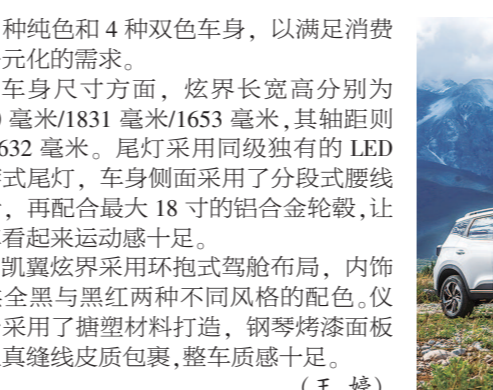 种纯色和 4 种双色车身，以满足消费
元化的需求。
车身尺寸方面，炫界长宽高分别为
毫米/1831 毫米/1653 毫米,其轴距则
632 毫米。尾灯采用同级独有的 LED
式尾灯，车身侧面采用了分段式腰线
，再配合最大 18 寸的铝合金轮毂,让
看起来运动感十足。
凯翼炫界采用环抱式驾舱布局，内饰
全黑与黑红两种不同风格的配色。仪
采用了搪塑材料打造，钢琴烤漆面板
真缝线皮质包裹,整车质感十足。
（王 婷）